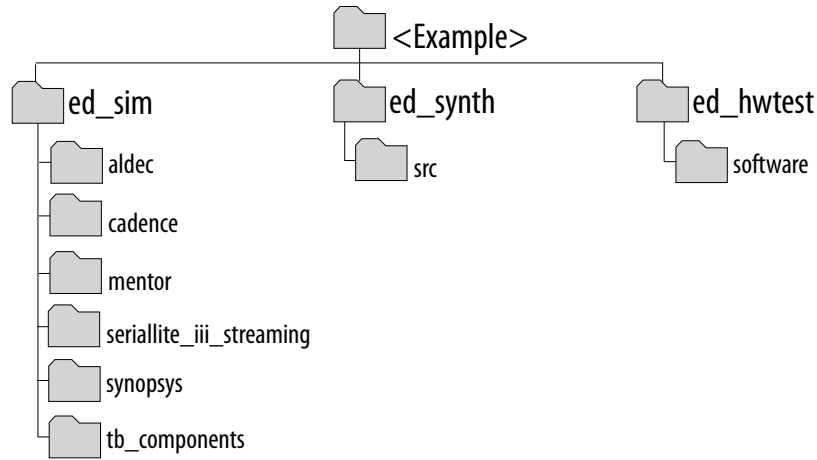 <Example>
ed_sim
ed_synth
ed_hwtest
aldec
cadence
mentor
seriallite_iii_streaming
synopsys
tb_components
src
software